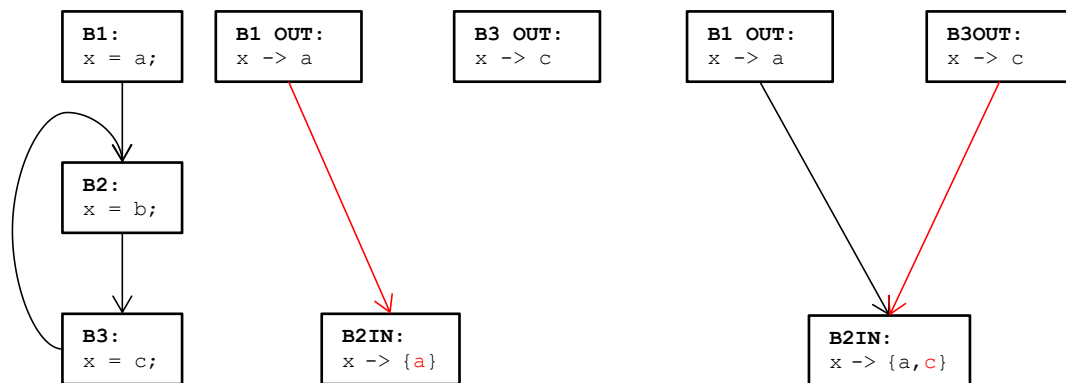 B1:
x = a;
B1 OUT:
x -> a
B3 OUT:
x -> c
B1 OUT:
x -> a
B3OUT:
x -> c
B2:
x = b;
B3:
x = c;
B2IN:
x -> {a}
B2IN:
x -> {a,c}